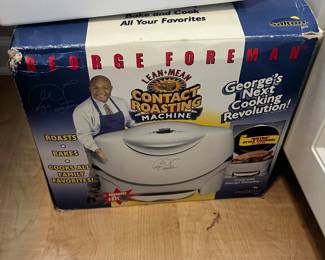 Bake and Cook
All Your Favorites
GEORGE FOREMAN
salton
LEAN·MEAN
CONTACT
ROASTING
MACHINE
George's
Next
Cooking
Revolution!
ROASTS
BAKES
COOKS ALL
FAMILY
FAVORITES!